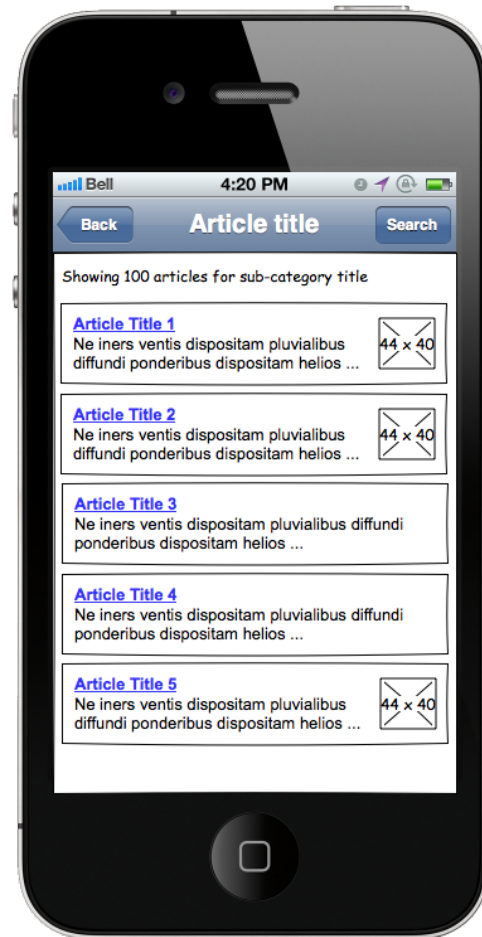 Bell 4:20 PM
Back Article title Search
Showing 100 articles for sub-category title
Article Title 1
Ne iners ventis dispositam pluvialibus
diffundi ponderibus dispositam helios ...
44 x 40
Article Title 2
Ne iners ventis dispositam pluvialibus
diffundi ponderibus dispositam helios ...
44 x 40
Article Title 3
Ne iners ventis dispositam pluvialibus diffundi
ponderibus dispositam helios ...
Article Title 4
Ne iners ventis dispositam pluvialibus diffundi
ponderibus dispositam helios ...
Article Title 5
Ne iners ventis dispositam pluvialibus
diffundi ponderibus dispositam helios ...
44 x 40